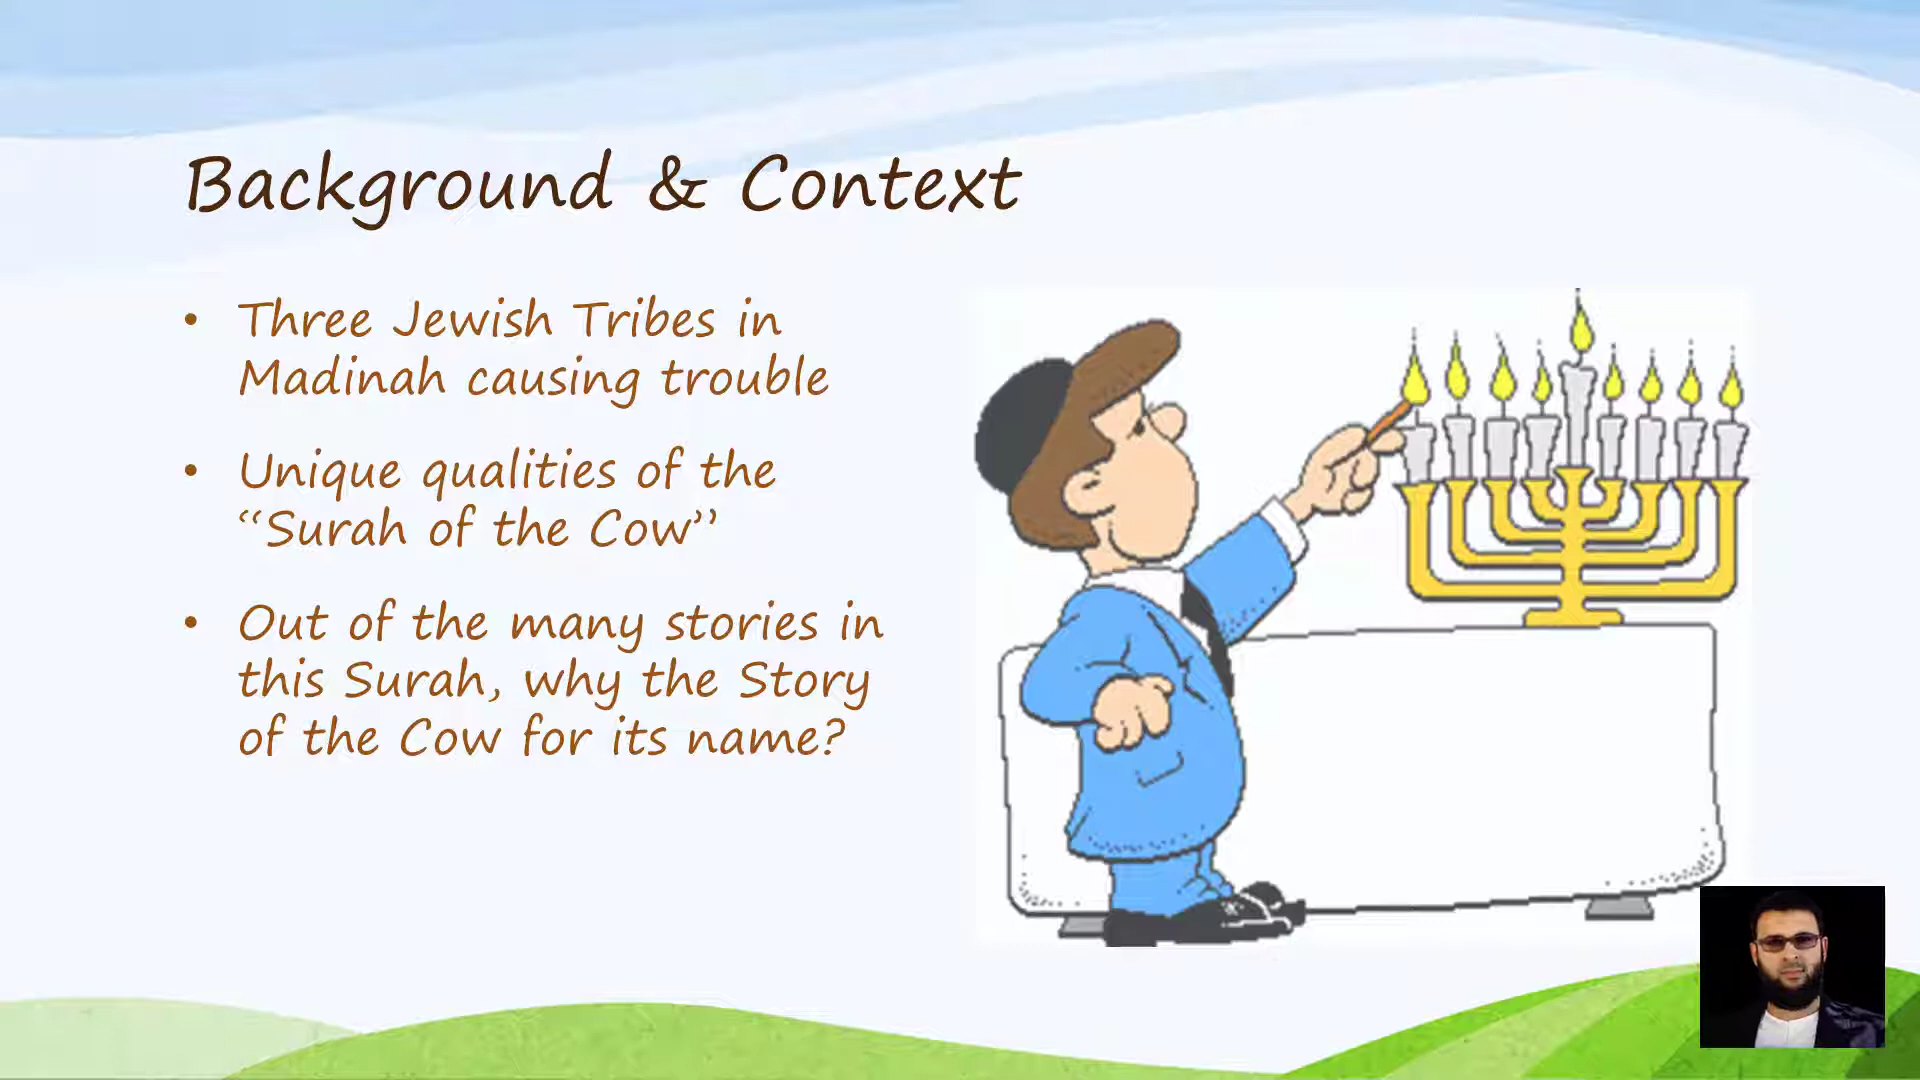 Background & Context
• Three Jewish Tribes in
Madinah causing trouble
• Unique qualities of the
“Surah of the Cow”
• Out of the many stories in
this Surah, why the Story
of the Cow for its name?